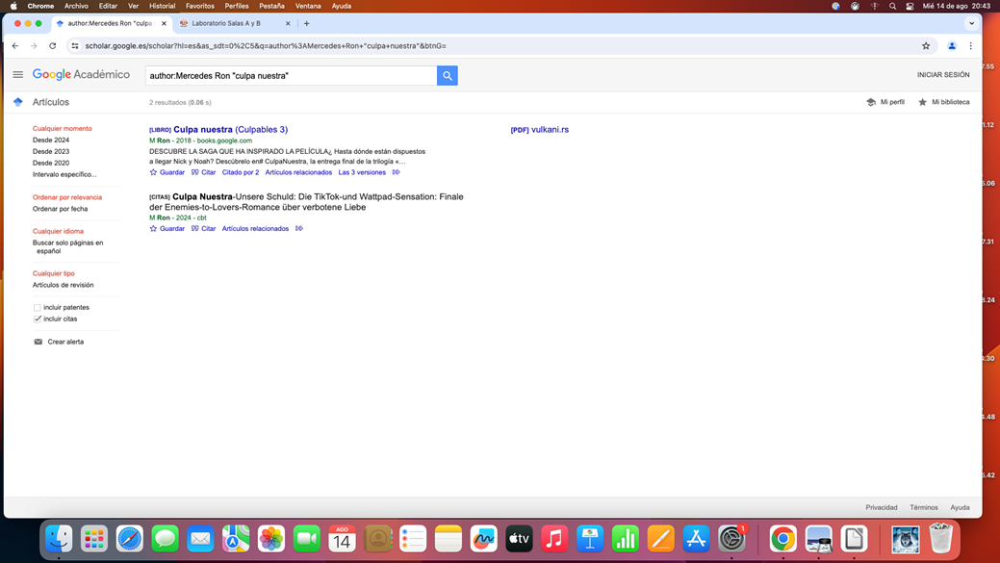 Chrome Archivo Editar Ver Historial Favoritos Perfiles Pestaña Ventana Ayuda Mié 14 de ago 20:43
author:Mercedes Ron "culpa Laboratorio Salas A y B
scholar.google.es/scholar?hl=es&as_sdt=0%2C5&q=author%3AMercedes+Ron+"culpa+nuestra"&btnG=
Google Académico
author:Mercedes Ron "culpa nuestra"
INICIAR SESIÓN
Artículos
2 resultados (0.06 s)
Mi perfil
Mi biblioteca
Cualquier momento
Desde 2024
Desde 2023
Desde 2020
Intervalo específico...
Ordenar por relevancia
Ordenar por fecha
Cualquier idioma
Buscar solo páginas en
español
Cualquier tipo
Artículos de revisión
incluir patentes
incluir citas
Crear alerta
[LIBRO] Culpa nuestra (Culpables 3)
M Ron - 2018 - books.google.com
DESCUBRE LA SAGA QUE HA INSPIRADO LA PELÍCULA¿ Hasta dónde están dispuestos
a llegar Nick y Noah? Descúbrelo en# CulpaNuestra, la entrega final de la trilogía «…
Guardar Citar Citado por 2 Artículos relacionados Las 3 versiones
[PDF] vulkani.rs
[CITAS] Culpa Nuestra-Unsere Schuld: Die TikTok-und Wattpad-Sensation: Finale
der Enemies-to-Lovers-Romance über verbotene Liebe
M Ron - 2024 - cbt
Guardar Citar Artículos relacionados
Privacidad Términos Ayuda
7.55
1.12
5.06
7.31
3.24
4.48
5.42
AGO
14
tv
1